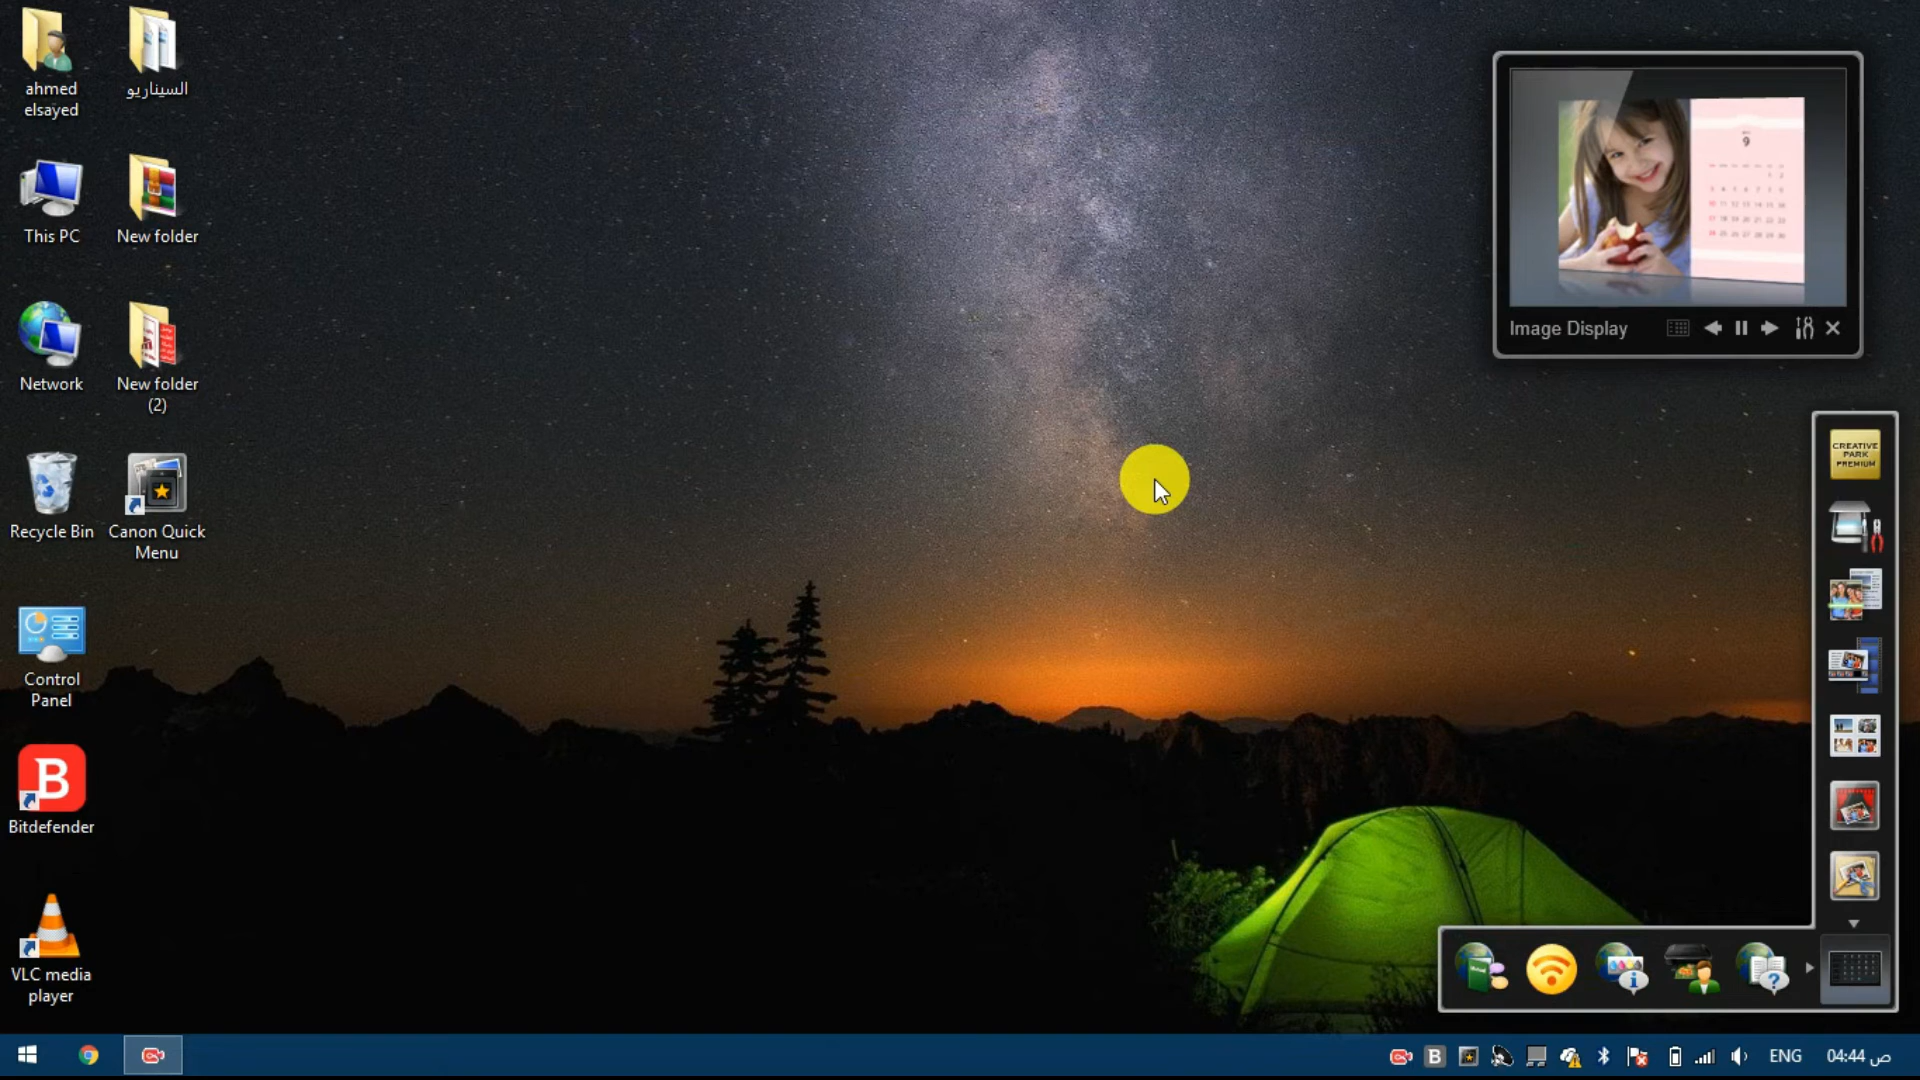 ahmed
elsayed
السيناريو
This PC
New folder
Network
New folder
(2)
Recycle Bin
Canon Quick
Menu
Control
Panel
Bitdefender
VLC media
player
9
Image Display
CREATIVE
PARK
PREMIUM
ENG
04:44 ص